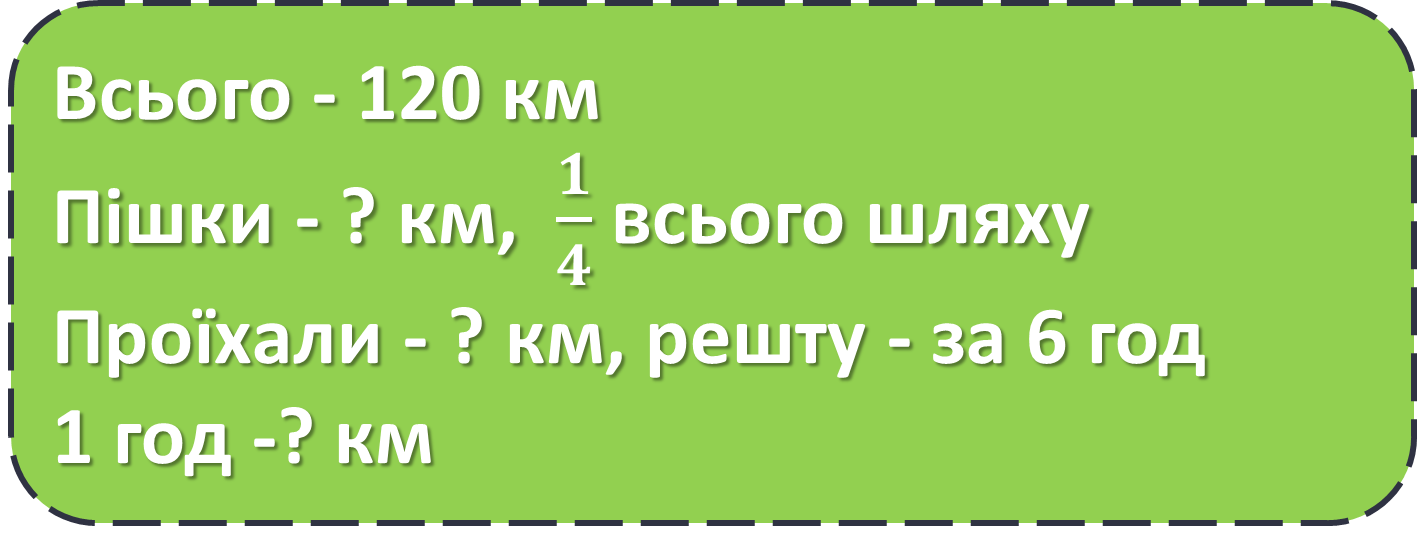 Всього - 120 км
Пішки - ? км, 1/4 всього шляху
Проїхали - ? км, решту - за 6 год
1 год -? км